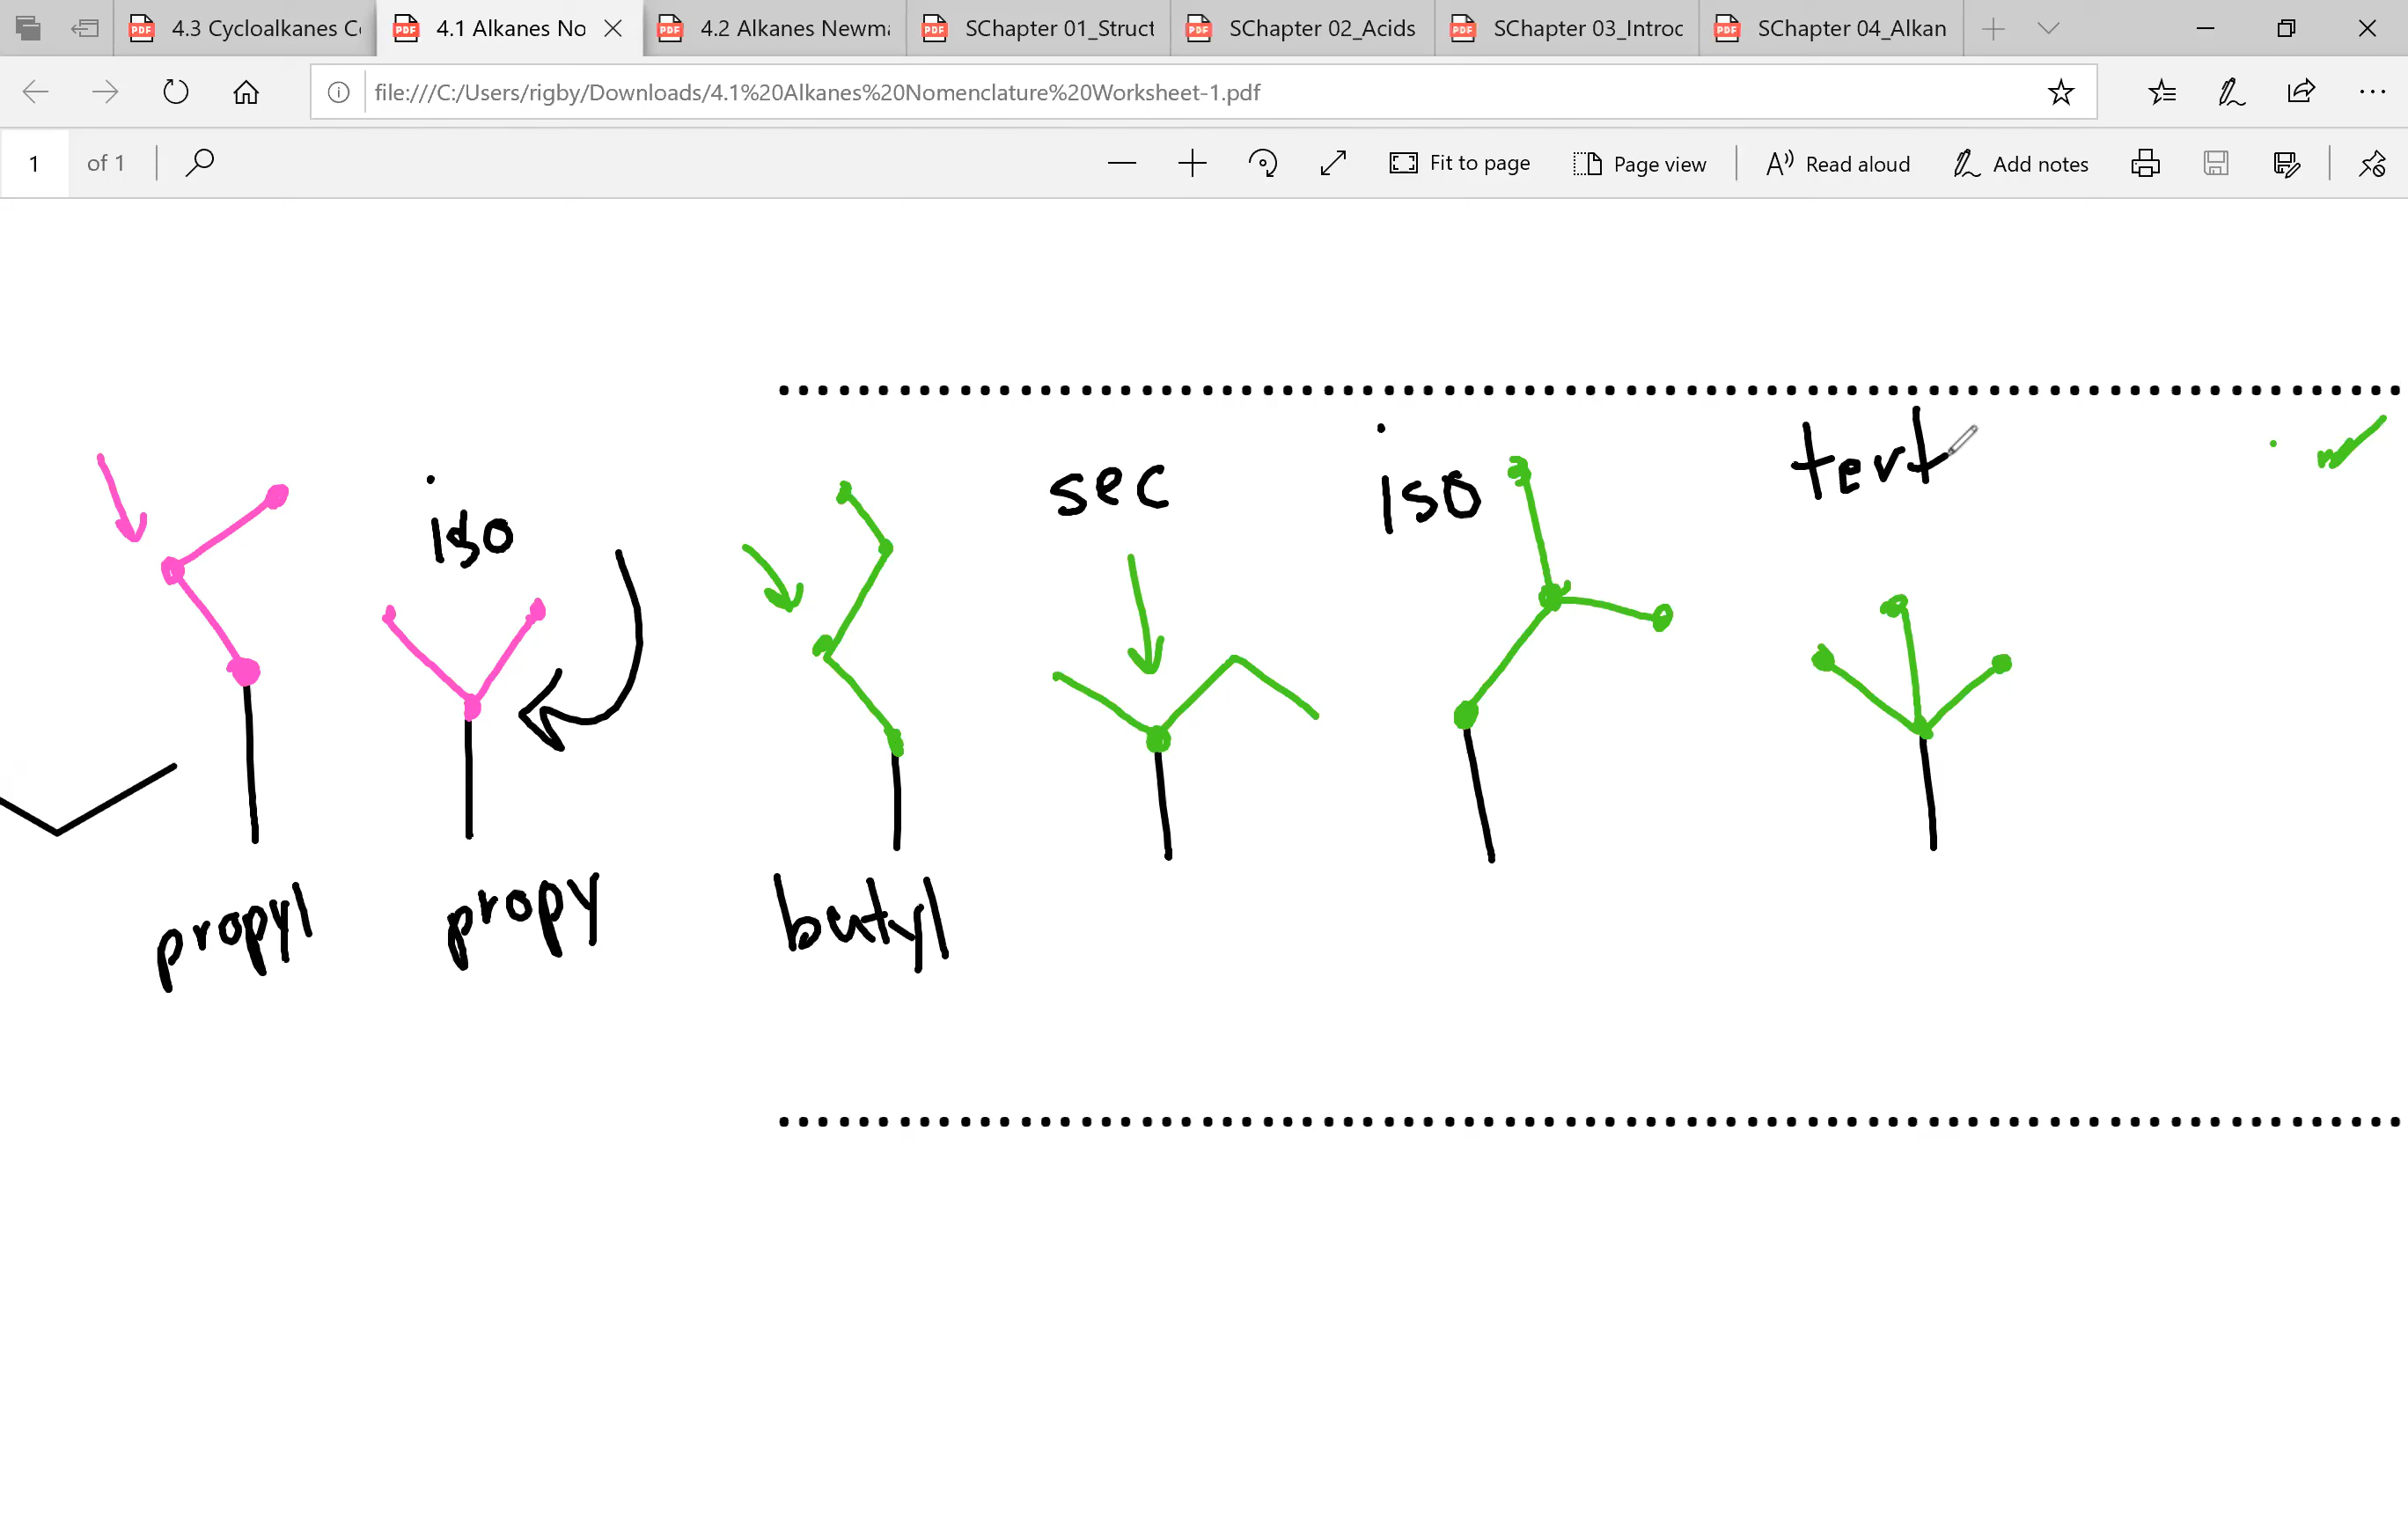 4.3 Cycloalkanes C
4.1 Alkanes No
4.2 Alkanes Newma
SChapter 01_Struct
SChapter 02_Acids
SChapter 03_Introc
SChapter 04_Alkan
file:///C:/Users/rigby/Downloads/4.1%20Alkanes%20Nomenclature%20Worksheet-1.pdf
1 of 1
Fit to page
Page view
Read aloud
Add notes
iso
sec
iso
tert
propyl
propy
butyl